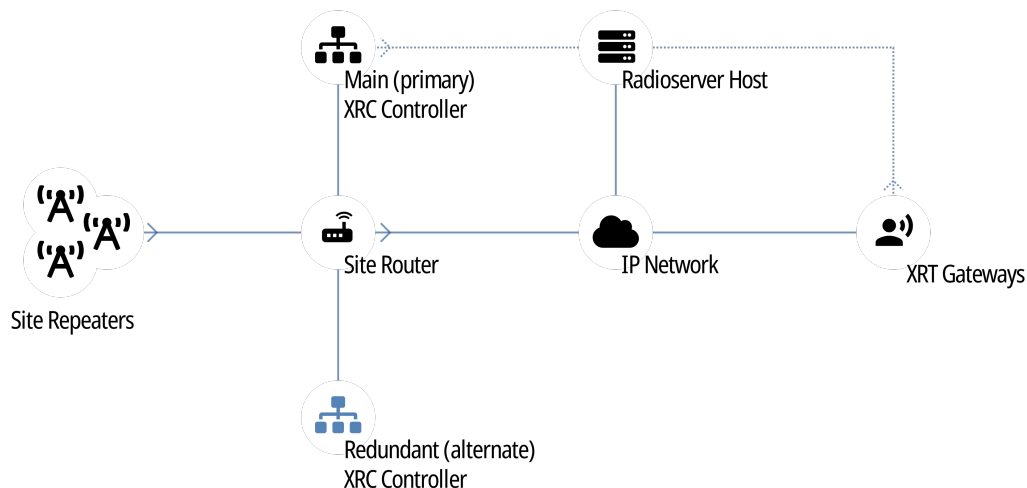 Main (primary)
XRC Controller
Radioserver Host
Site Router
IP Network
XRT Gateways
Site Repeaters
Redundant (alternate)
XRC Controller